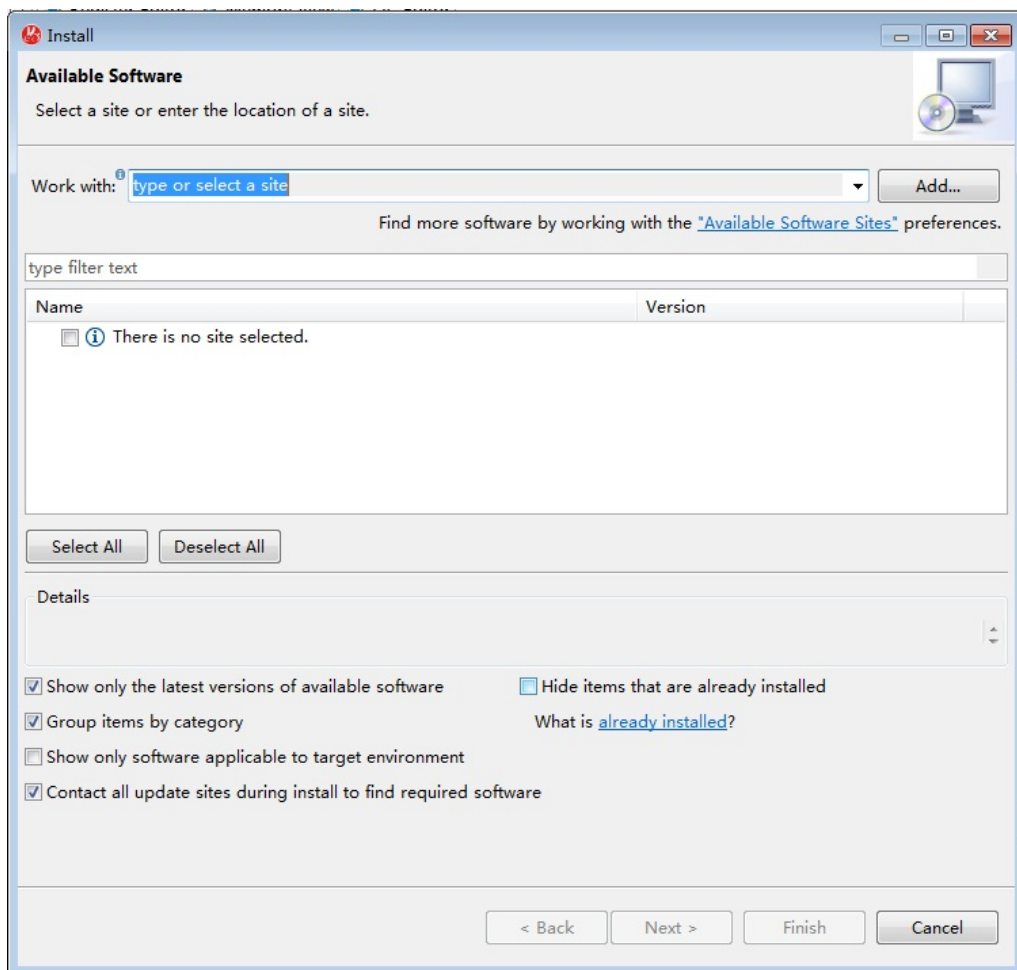 Install
Available Software
Select a site or enter the location of a site.
Work with: type or select a site Add...
Find more software by working with the "Available Software Sites" preferences.
type filter text
Name Version
There is no site selected.
Select All Deselect All
Details
Show only the latest versions of available software Hide items that are already installed
Group items by category What is already installed?
Show only software applicable to target environment
Contact all update sites during install to find required software
< Back Next > Finish Cancel